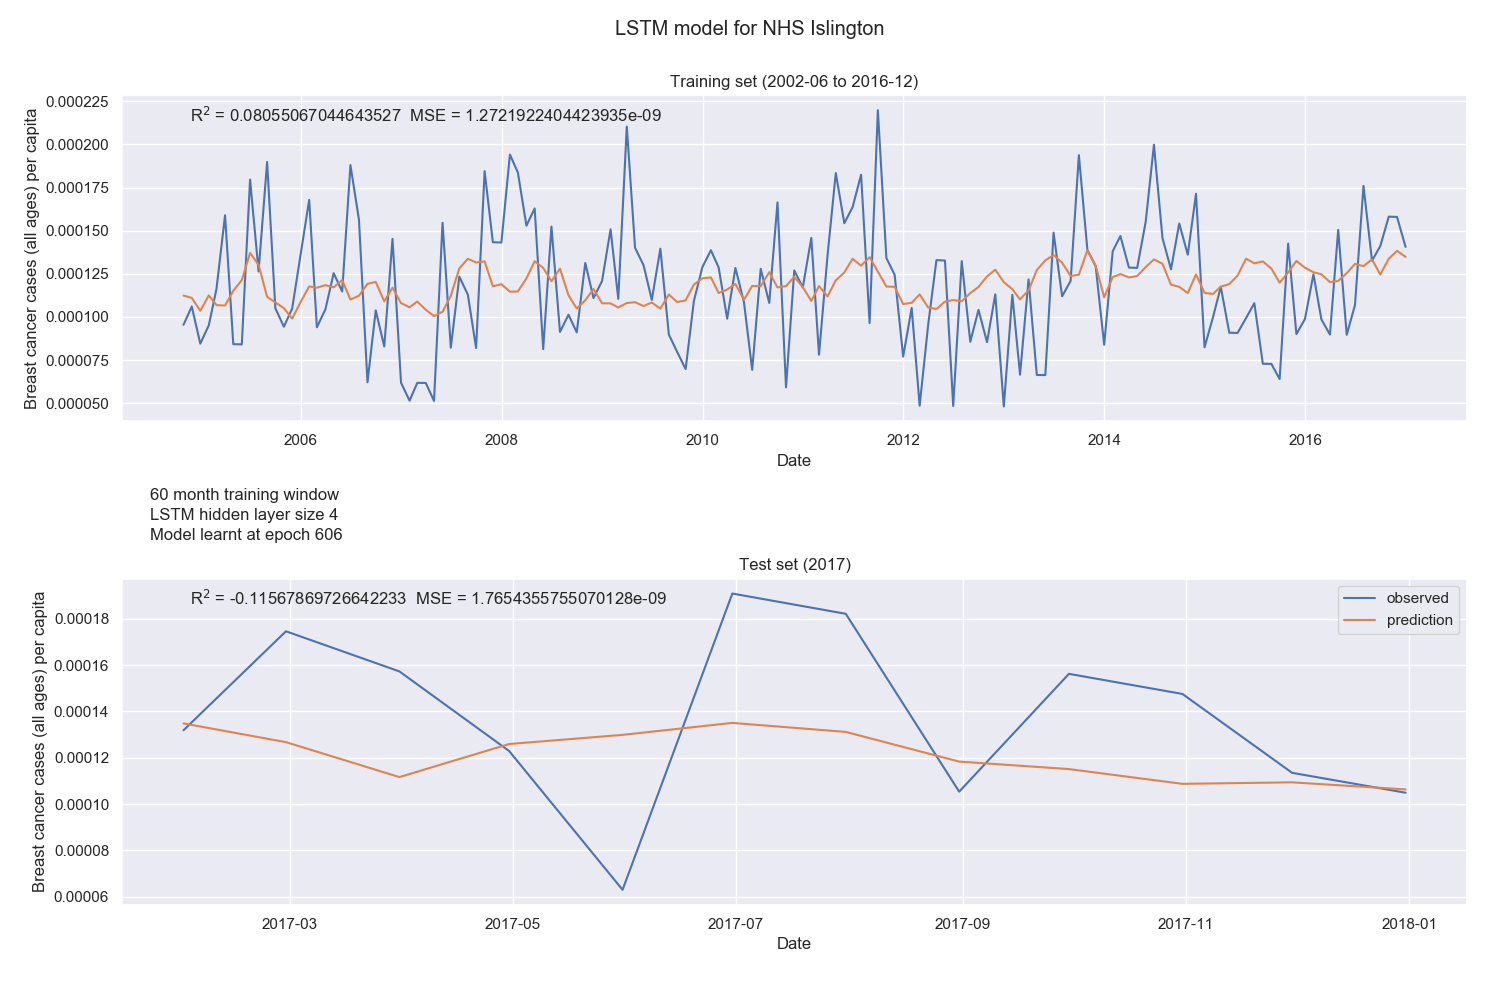 LSTM model for NHS Islington
Training set (2002-06 to 2016-12)
R² = 0.08055067044643527 MSE = 1.2721922404423935e-09
Breast cancer cases (all ages) per capita
0.000225
0.000200
0.000175
0.000150
0.000125
0.000100
0.000075
0.000050
2006 2008 2010 2012 2014 2016
Date
60 month training window
LSTM hidden layer size 4
Model learnt at epoch 606
Test set (2017)
R² = -0.11567869726642233 MSE = 1.7654355755070128e-09
observed
prediction
Breast cancer cases (all ages) per capita
0.00018
0.00016
0.00014
0.00012
0.00010
0.00008
0.00006
2017-03 2017-05 2017-07 2017-09 2017-11 2018-01
Date